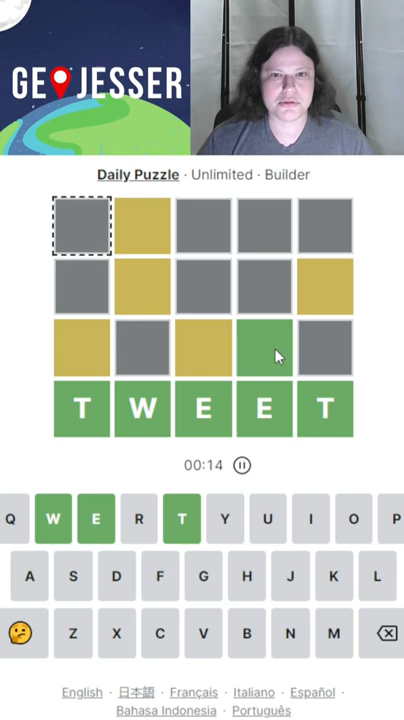 GEOJESSER
Daily Puzzle · Unlimited · Builder
T W E E T
00:14
Q W E R T Y U I O P
A S D F G H J K L
Z X C V B N M
English · 日本語 · Français · Italiano · Español ·
Bahasa Indonesia · Português